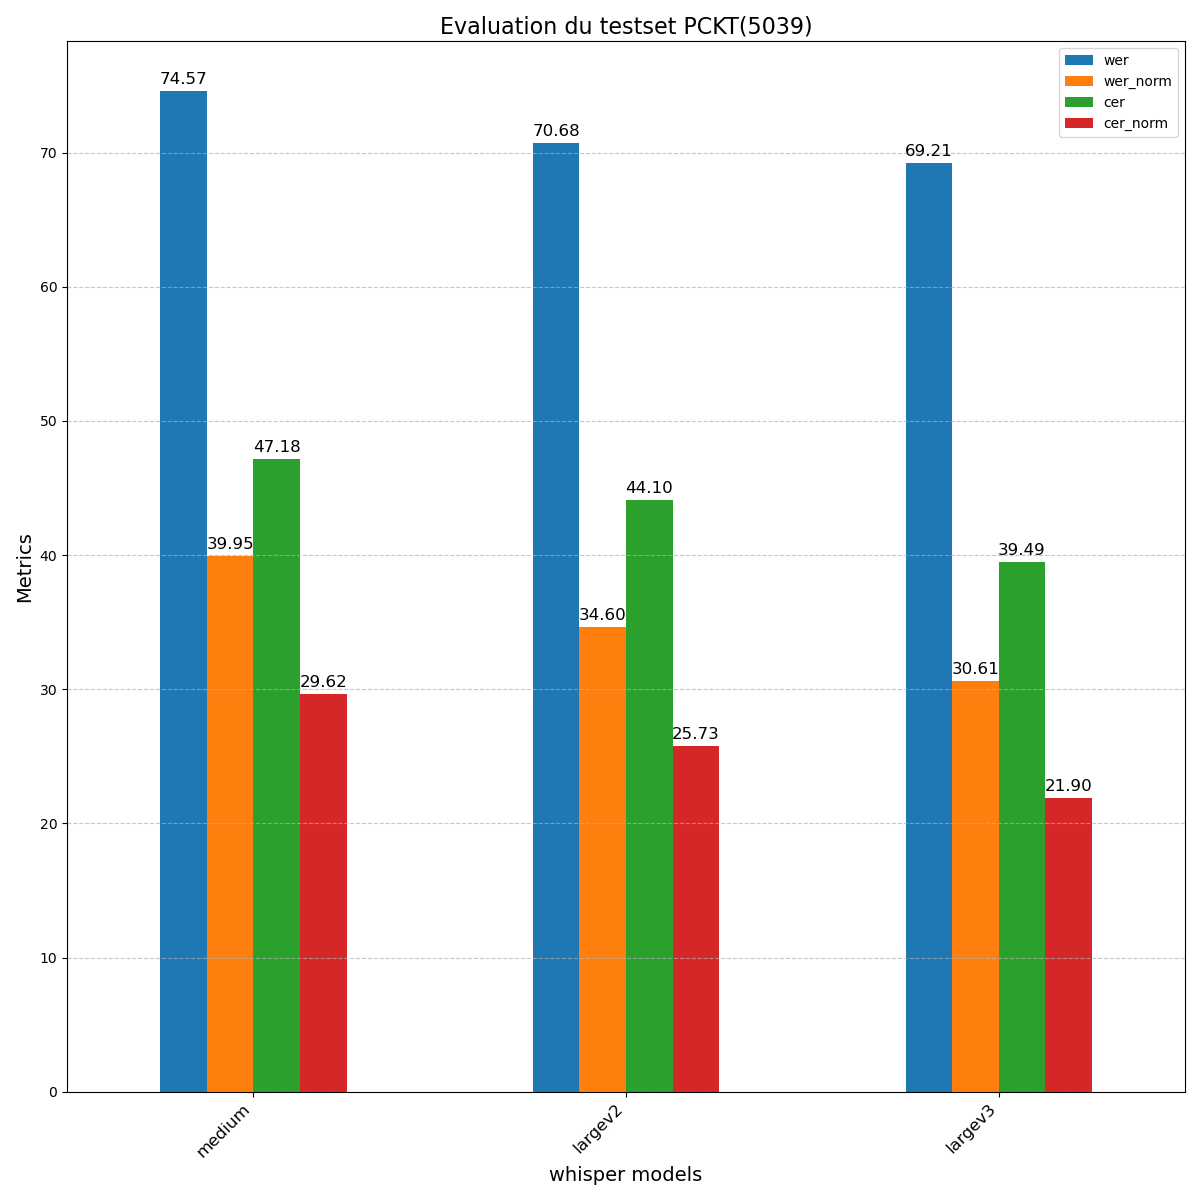 Evaluation du testset PCKT(5039)
wer
wer_norm
cer
cer_norm
Metrics
70
60
50
40
30
20
10
0
74.57
39.95
47.18
29.62
70.68
34.60
44.10
25.73
69.21
30.61
39.49
21.90
medium
largev2
largev3
whisper models